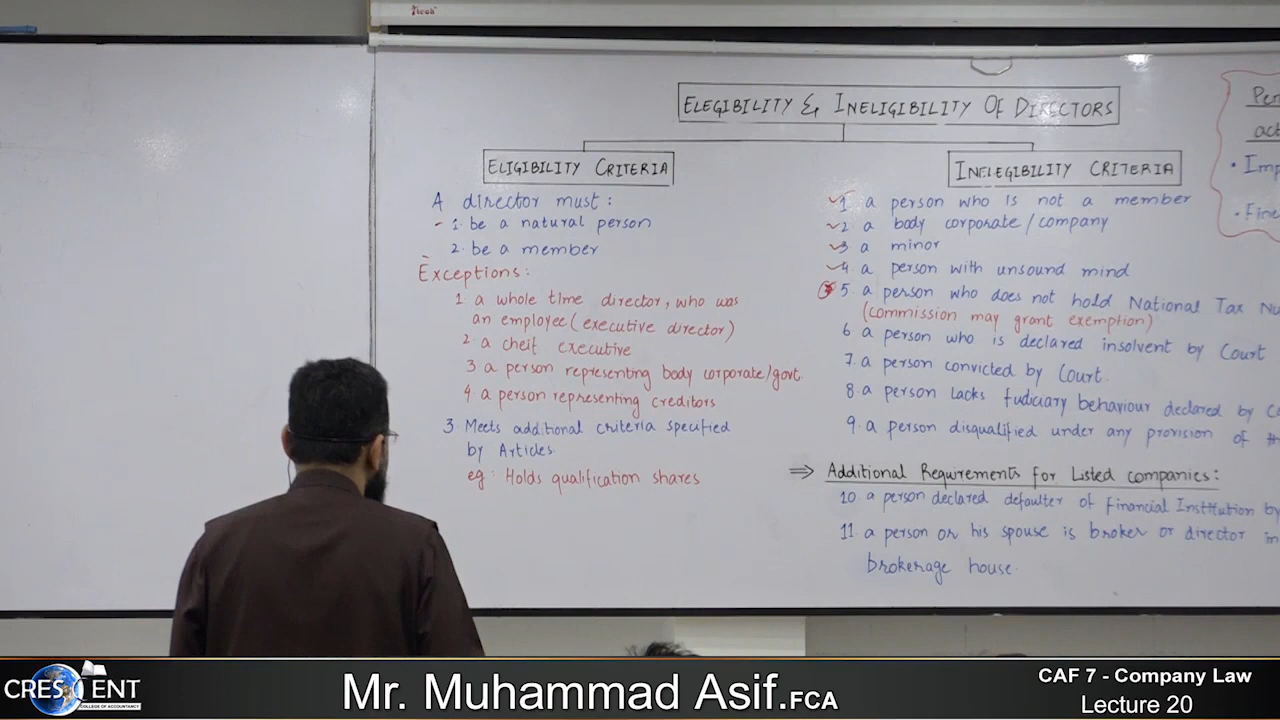 ELEGIBILITY & INELIGIBILITY OF DIRECTORS
ELIGIBILITY CRITERIA
A director must:
1. be a natural person
2. be a member
Exceptions:
1 a whole time director, who was
an employee (executive director)
2 a cheif executive
3 a person representing body corporate/govt.
4 a person representing creditors
3. Meets additional criteria specified
by Articles.
eg: Holds qualification shares
INELEGIBILITY CRITERIA
1 a person who is not a member
2 a body corporate/company
3 a minor
4 a person with unsound mind
5 a person who does not hold National Tax
(commission may grant exemption)
6. a person who is declared insolvent by Court
7. a person convicted by Court.
8 a person lacks fuduciary behaviour declared by
9. a person disqualified under any provision of
⇒ Additional Requirements for Listed companies:
10. a person declared defaulter of Financial Institution by
11. a person or his spouse is broker or director in
brokerage house.
CRESCENT
COLLEGE OF ACCOUNTANCY
Mr. Muhammad Asif.FCA
CAF 7 - Company Law
Lecture 20